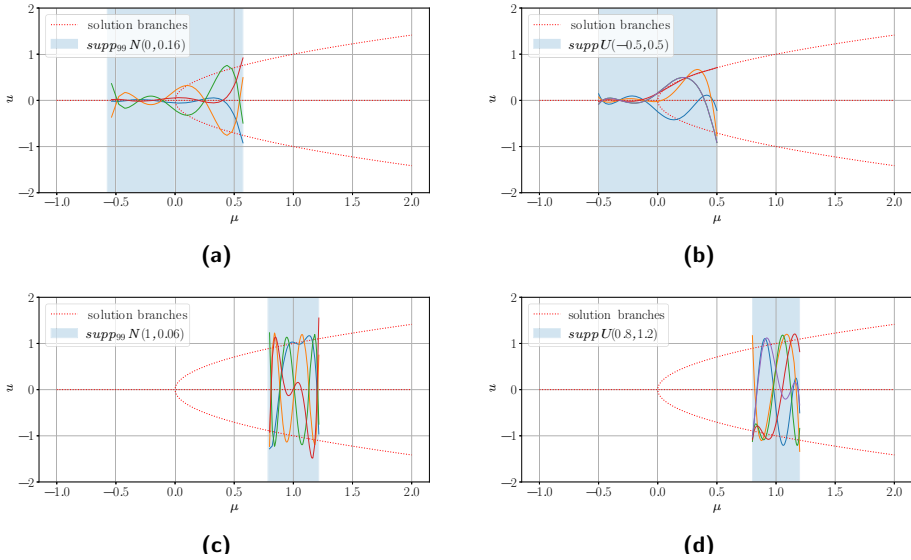 solution branches
supp₉₉ N(0, 0.16)
2
1
0
−1
−2
u
−1.0 −0.5 0.0 0.5 1.0 1.5 2.0
μ
(a)
solution branches
supp U(−0.5, 0.5)
2
1
0
−1
−2
u
−1.0 −0.5 0.0 0.5 1.0 1.5 2.0
μ
(b)
solution branches
supp₉₉ N(1, 0.06)
2
1
0
−1
−2
u
−1.0 −0.5 0.0 0.5 1.0 1.5 2.0
μ
(c)
solution branches
supp U(0.8, 1.2)
2
1
0
−1
−2
u
−1.0 −0.5 0.0 0.5 1.0 1.5 2.0
μ
(d)